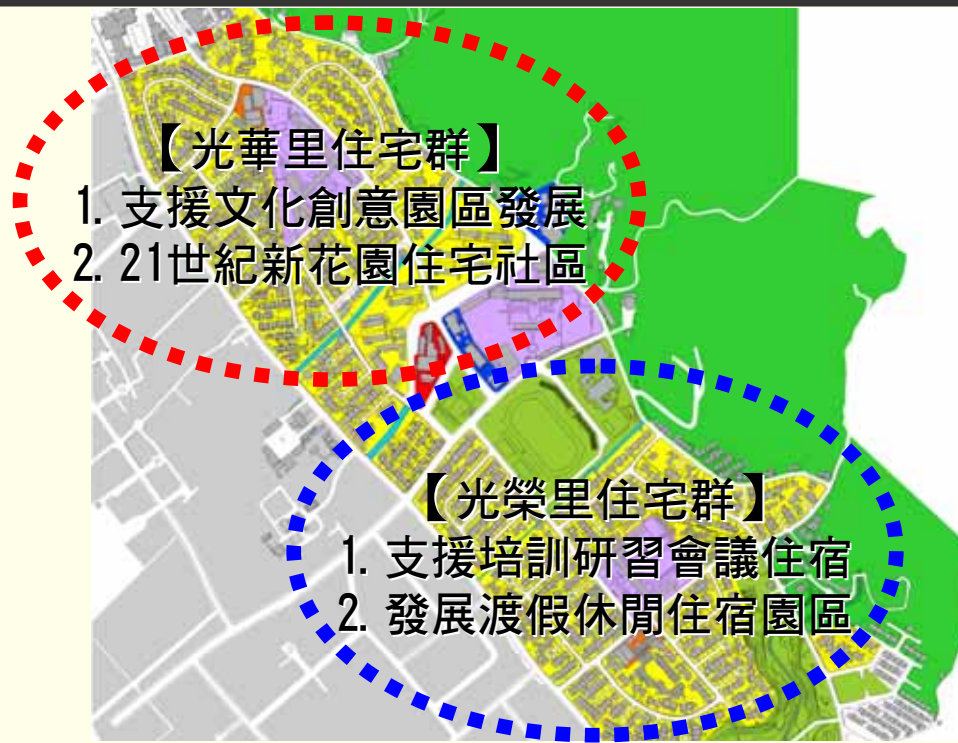 【光華里住宅群】
1. 支援文化創意園區發展
2. 21世紀新花園住宅社區
【光榮里住宅群】
1. 支援培訓研習會議住宿
2. 發展渡假休閒住宿園區